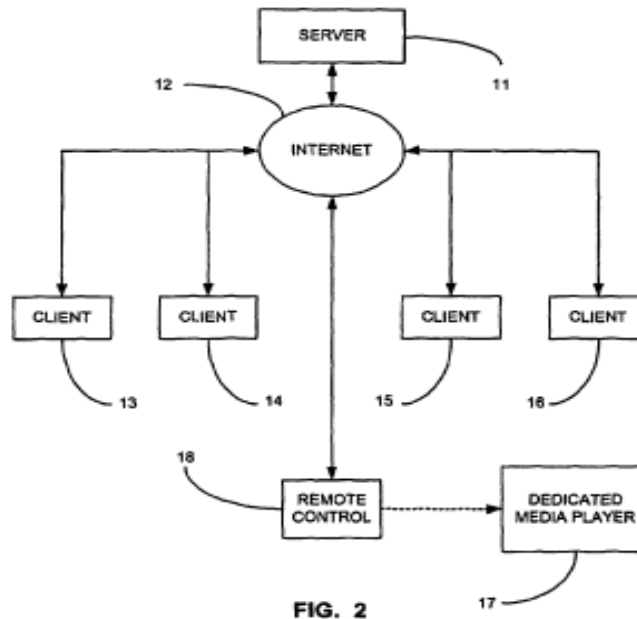 SERVER
12
11
INTERNET
CLIENT
CLIENT
CLIENT
CLIENT
13
14
15
16
18
REMOTE
CONTROL
DEDICATED
MEDIA PLAYER
17
FIG. 2